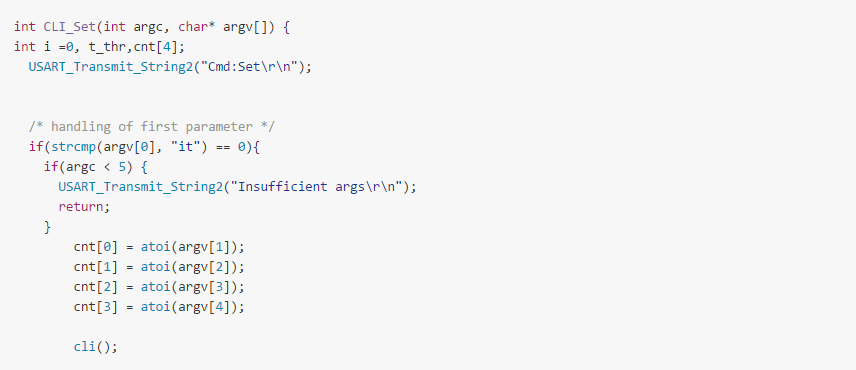 int CLI_Set(int argc, char* argv[]) {
int i =0, t_thr,cnt[4];
USART_Transmit_String2("Cmd:Set\r\n");
/* handling of first parameter */
if(strcmp(argv[0], "it") == 0){
if(argc < 5) {
USART_Transmit_String2("Insufficient args\r\n");
return;
}
cnt[0] = atoi(argv[1]);
cnt[1] = atoi(argv[2]);
cnt[2] = atoi(argv[3]);
cnt[3] = atoi(argv[4]);
cli();